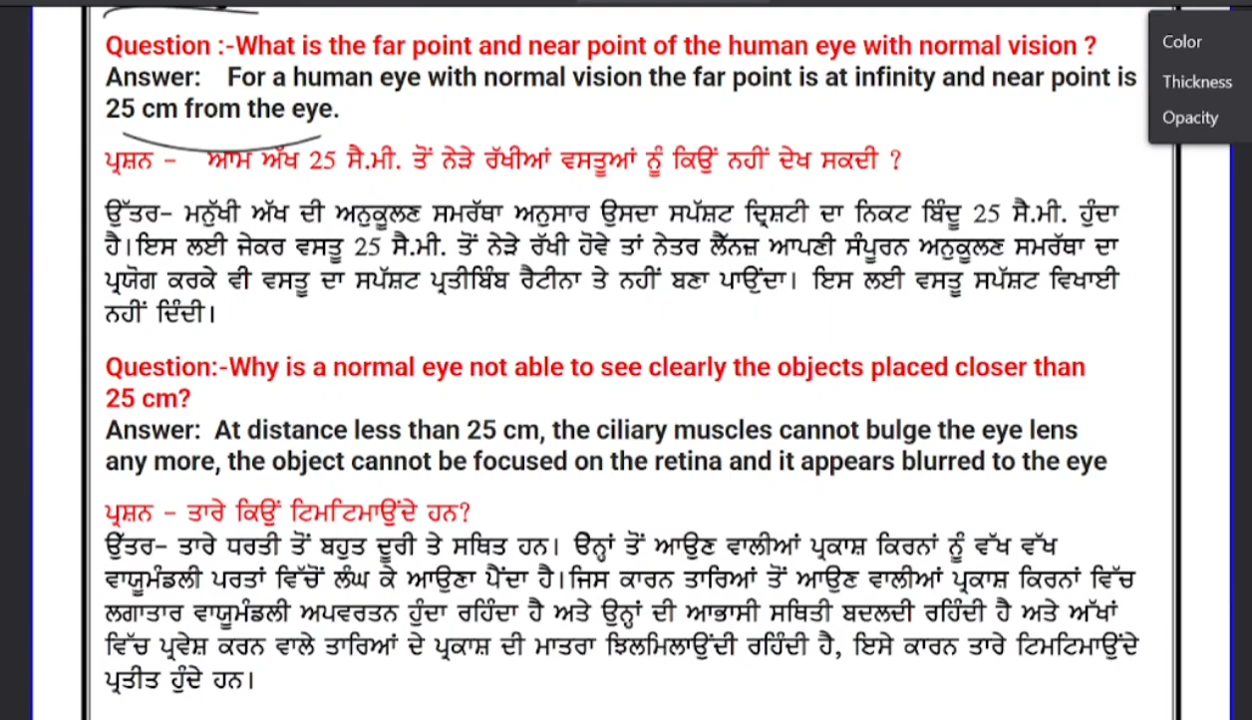 Question :-What is the far point and near point of the human eye with normal vision ?
Answer: For a human eye with normal vision the far point is at infinity and near point is
25 cm from the eye.
ਪ੍ਰਸ਼ਨ – ਆਮ ਅੱਖ 25 ਸੈ.ਮੀ. ਤੋਂ ਨੇੜੇ ਰੱਖੀਆਂ ਵਸਤੂਆਂ ਨੂੰ ਕਿਉਂ ਨਹੀਂ ਦੇਖ ਸਕਦੀ ?
ਉੱਤਰ– ਮਨੁੱਖੀ ਅੱਖ ਦੀ ਅਨੁਕੂਲਣ ਸਮਰੱਥਾ ਅਨੁਸਾਰ ਉਸਦਾ ਸਪੱਸ਼ਟ ਦ੍ਰਿਸ਼ਟੀ ਦਾ ਨਿਕਟ ਬਿੰਦੂ 25 ਸੈ.ਮੀ. ਹੁੰਦਾ
ਹੈ।ਇਸ ਲਈ ਜੇਕਰ ਵਸਤੂ 25 ਸੈ.ਮੀ. ਤੋਂ ਨੇੜੇ ਰੱਖੀ ਹੋਵੇ ਤਾਂ ਨੇਤਰ ਲੈੱਨਜ਼ ਆਪਣੀ ਸੰਪੂਰਨ ਅਨੁਕੂਲਣ ਸਮਰੱਥਾ ਦਾ
ਪ੍ਰਯੋਗ ਕਰਕੇ ਵੀ ਵਸਤੂ ਦਾ ਸਪੱਸ਼ਟ ਪ੍ਰਤੀਬਿੰਬ ਰੈਟੀਨਾ ਤੇ ਨਹੀਂ ਬਣਾ ਪਾਉਂਦਾ। ਇਸ ਲਈ ਵਸਤੂ ਸਪੱਸ਼ਟ ਵਿਖਾਈ
ਨਹੀਂ ਦਿੰਦੀ।
Question:-Why is a normal eye not able to see clearly the objects placed closer than
25 cm?
Answer: At distance less than 25 cm, the ciliary muscles cannot bulge the eye lens
any more, the object cannot be focused on the retina and it appears blurred to the eye
ਪ੍ਰਸ਼ਨ – ਤਾਰੇ ਕਿਉਂ ਟਿਮਟਿਮਾਉਂਦੇ ਹਨ?
ਉੱਤਰ– ਤਾਰੇ ਧਰਤੀ ਤੋਂ ਬਹੁਤ ਦੂਰੀ ਤੇ ਸਥਿਤ ਹਨ। ੳਨ੍ਹਾਂ ਤੋਂ ਆਉਣ ਵਾਲੀਆਂ ਪ੍ਰਕਾਸ਼ ਕਿਰਨਾਂ ਨੂੰ ਵੱਖ ਵੱਖ
ਵਾਯੂਮੰਡਲੀ ਪਰਤਾਂ ਵਿੱਚੋਂ ਲੰਘ ਕੇ ਆਉਣਾ ਪੈਂਦਾ ਹੈ।ਜਿਸ ਕਾਰਨ ਤਾਰਿਆਂ ਤੋਂ ਆਉਣ ਵਾਲੀਆਂ ਪ੍ਰਕਾਸ਼ ਕਿਰਨਾਂ ਵਿੱਚ
ਲਗਾਤਾਰ ਵਾਯੂਮੰਡਲੀ ਅਪਵਰਤਨ ਹੁੰਦਾ ਰਹਿੰਦਾ ਹੈ ਅਤੇ ਉਨ੍ਹਾਂ ਦੀ ਆਭਾਸੀ ਸਥਿਤੀ ਬਦਲਦੀ ਰਹਿੰਦੀ ਹੈ ਅਤੇ ਅੱਖਾਂ
ਵਿੱਚ ਪ੍ਰਵੇਸ਼ ਕਰਨ ਵਾਲੇ ਤਾਰਿਆਂ ਦੇ ਪ੍ਰਕਾਸ਼ ਦੀ ਮਾਤਰਾ ਝਿਲਮਿਲਾਉਂਦੀ ਰਹਿੰਦੀ ਹੈ, ਇਸੇ ਕਾਰਨ ਤਾਰੇ ਟਿਮਟਿਮਾਉਂਦੇ
ਪ੍ਰਤੀਤ ਹੁੰਦੇ ਹਨ।
Color
Thickness
Opacity